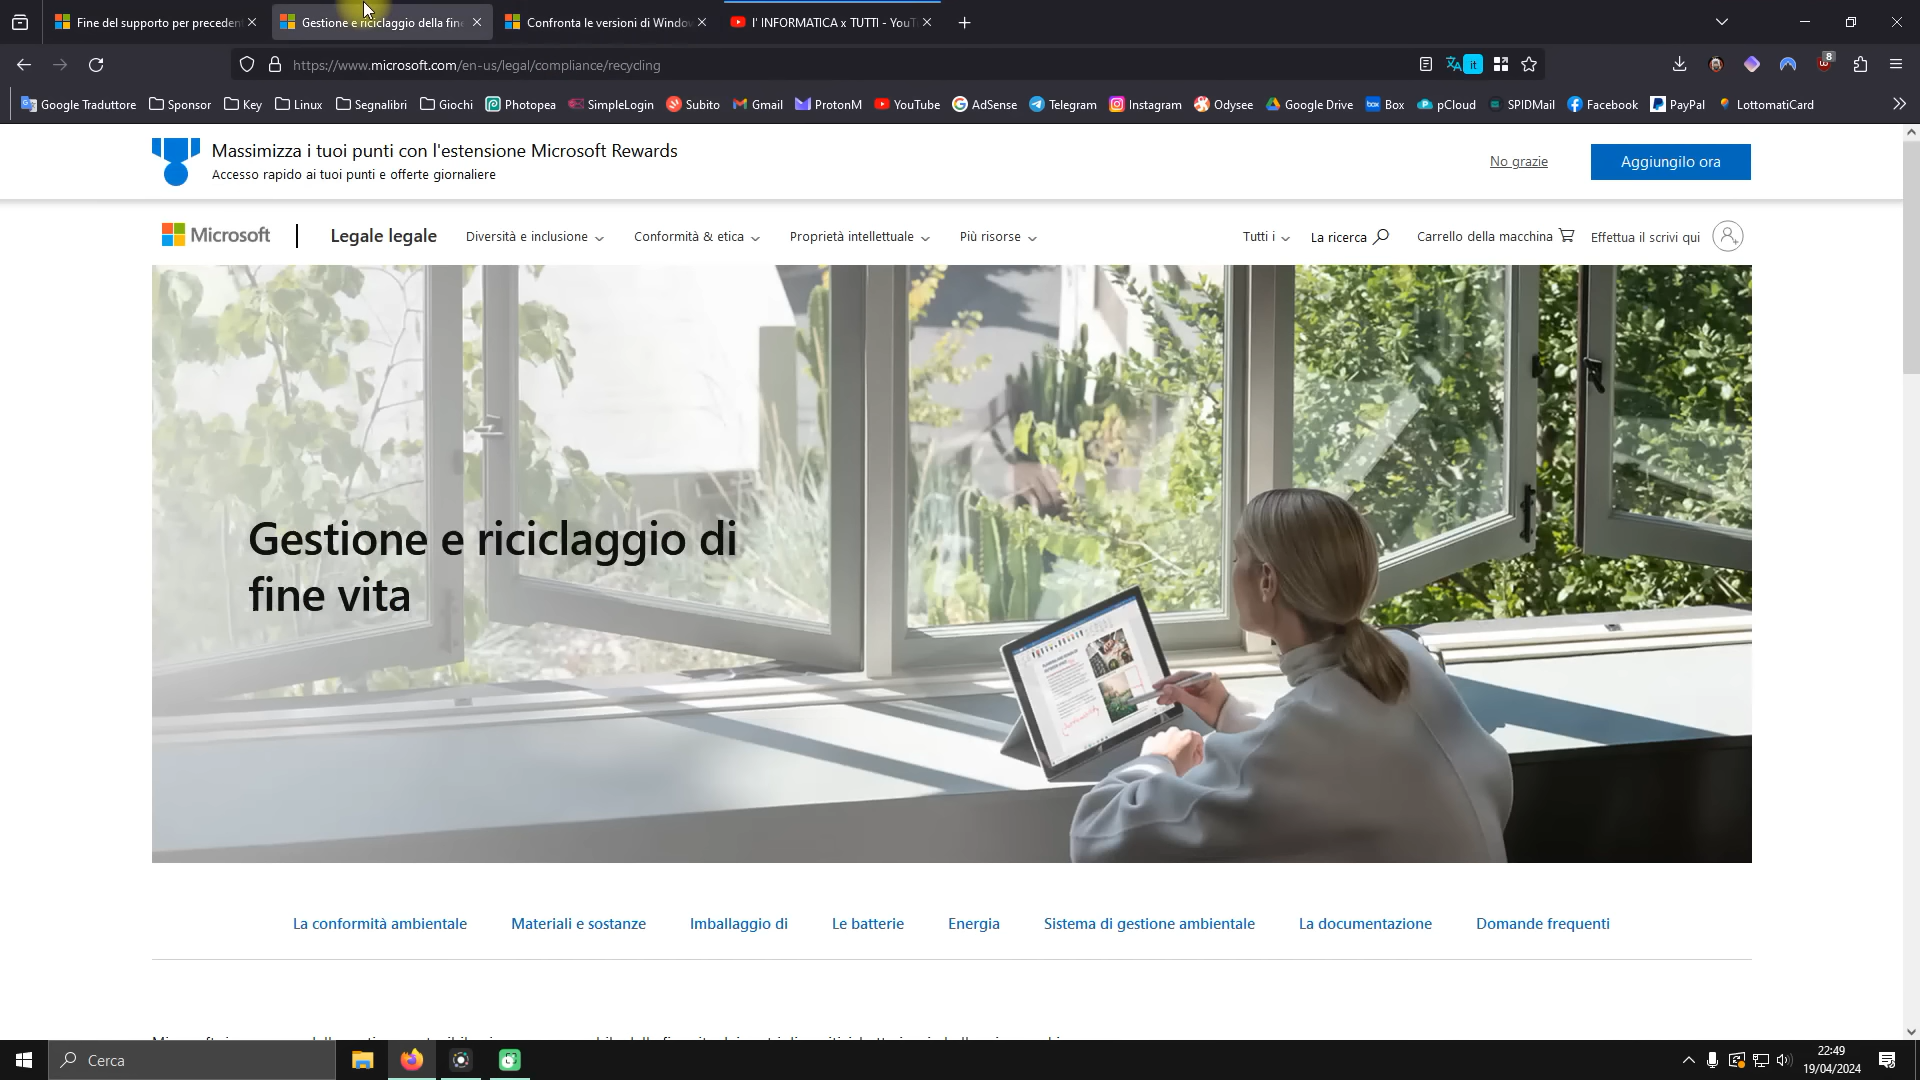 Fine del supporto per preceden
Gestione e riciclaggio della fine
Confronta le versioni di Window
I' INFORMATICA x TUTTI - YouT
https://www.microsoft.com/en-us/legal/compliance/recycling
it
8
Google Traduttore
Sponsor
Key
Linux
Segnalibri
Giochi
Photopea
SimpleLogin
Subito
Gmail
ProtonM
YouTube
AdSense
Telegram
Instagram
Odysee
Google Drive
box
Box
pCloud
SPIDMail
Facebook
PayPal
LottomatiCard
Massimizza i tuoi punti con l'estensione Microsoft Rewards
Accesso rapido ai tuoi punti e offerte giornaliere
No grazie
Aggiungilo ora
Microsoft
Legale legale
Diversità e inclusione
Conformità & etica
Proprietà intellettuale
Più risorse
Tutti i
La ricerca
Carrello della macchina
Effettua il scrivi qui
Gestione e riciclaggio di
fine vita
La conformità ambientale
Materiali e sostanze
Imballaggio di
Le batterie
Energia
Sistema di gestione ambientale
La documentazione
Domande frequenti
Cerca
22:49
19/04/2024